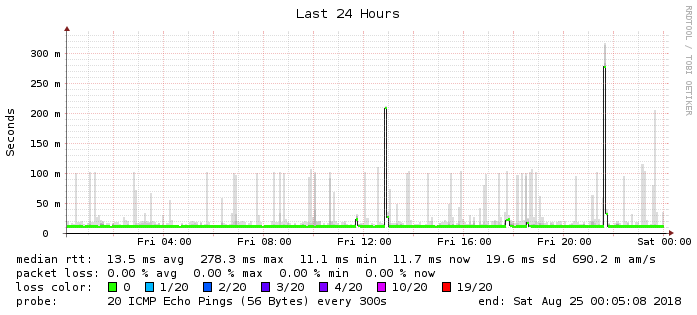 Last 24 Hours
RRDTOOL / TOBI OETIKER
Seconds
300 m
250 m
200 m
150 m
100 m
50 m
0
Fri 04:00 Fri 08:00 Fri 12:00 Fri 16:00 Fri 20:00 Sat 00:00
median rtt: 13.5 ms avg 278.3 ms max 11.1 ms min 11.7 ms now 19.6 ms sd 690.2 m am/s
packet loss: 0.00 % avg 0.00 % max 0.00 % min 0.00 % now
loss color: 0 1/20 2/20 3/20 4/20 10/20 19/20
probe: 20 ICMP Echo Pings (56 Bytes) every 300s end: Sat Aug 25 00:05:08 2018